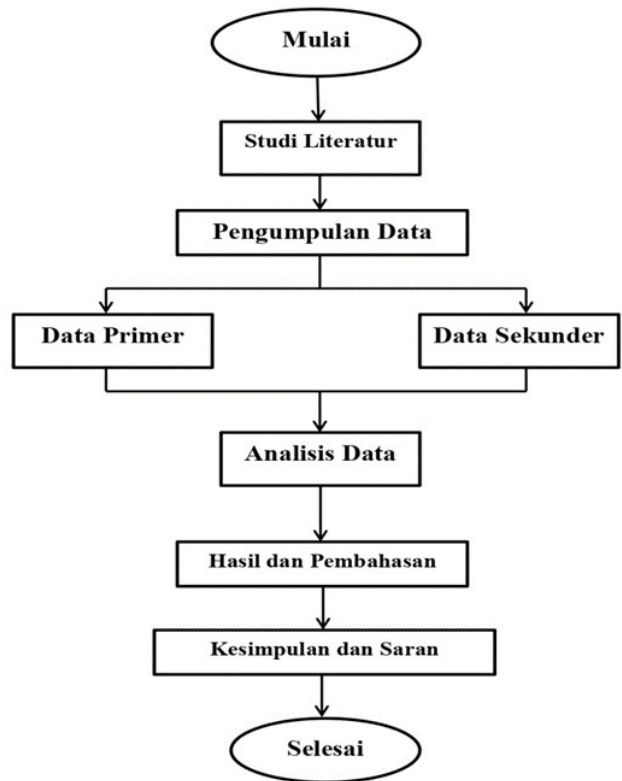 Mulai
Studi Literatur
Pengumpulan Data
Data Primer
Data Sekunder
Analisis Data
Hasil dan Pembahasan
Kesimpulan dan Saran
Selesai